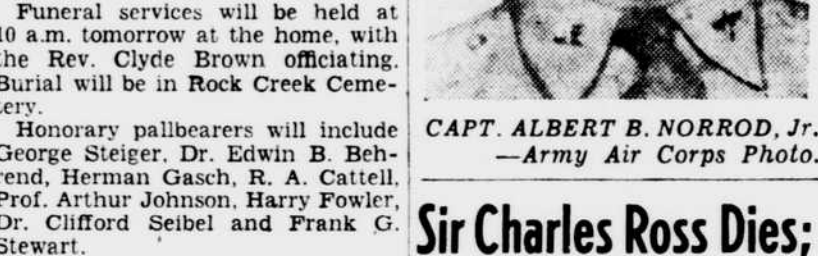 Funeral services will be held at
10 a.m. tomorrow at the home, with
the Rev. Clyde Brown officiating.
Burial will be in Rock Creek Ceme-
tery.
Honorary pallbearers will include
George Steiger, Dr. Edwin B. Beh-
rend, Herman Gasch, R. A. Cattell,
Prof. Arthur Johnson, Harry Fowler,
Dr. Clifford Seibel and Frank G.
Stewart.
CAPT. ALBERT B. NORROD, Jr.
—Army Air Corps Photo.
Sir Charles Ross Dies;